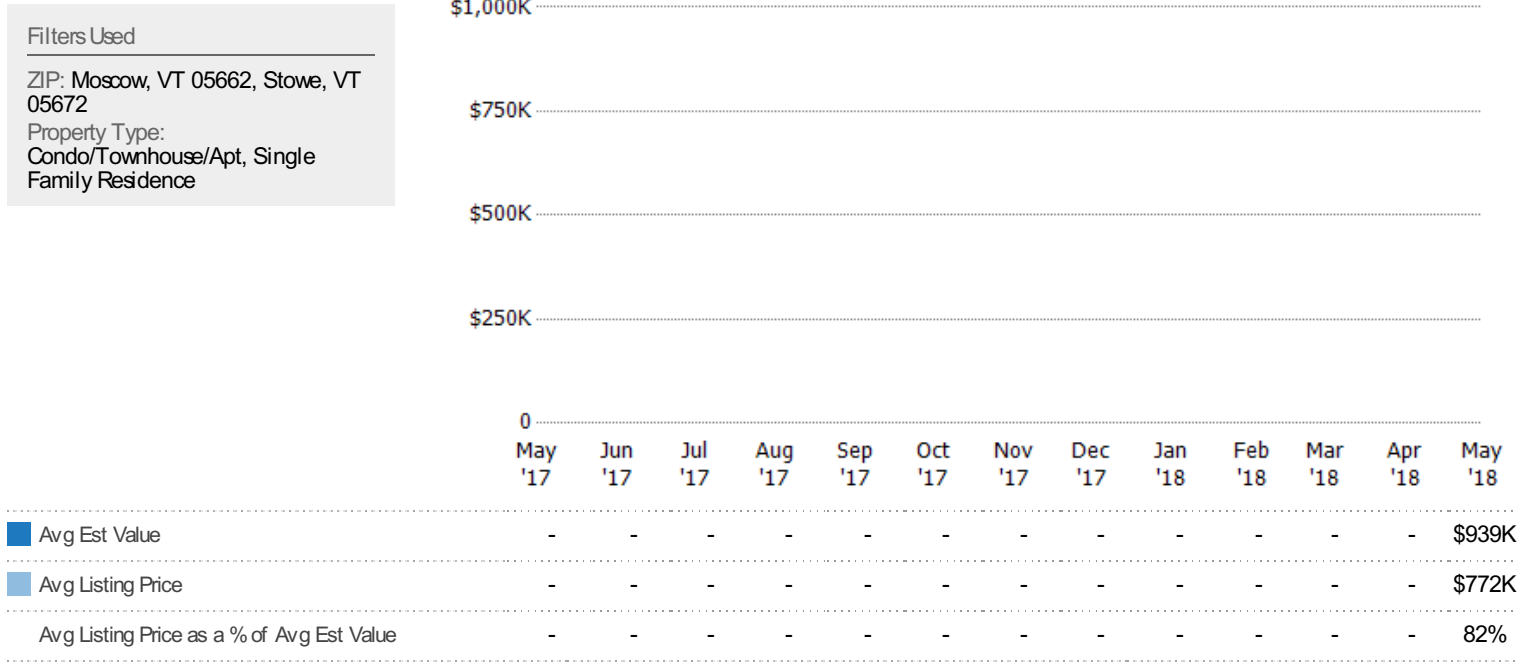 Filters Used
ZIP: Moscow, VT 05662, Stowe, VT
05672
Property Type:
Condo/Townhouse/Apt, Single
Family Residence
$1,000K
$750K
$500K
$250K
0
May Jun Jul Aug Sep Oct Nov Dec Jan Feb Mar Apr May
'17 '17 '17 '17 '17 '17 '17 '17 '18 '18 '18 '18 '18
Avg Est Value - - - - - - - - - - - - $939K
Avg Listing Price - - - - - - - - - - - - $772K
Avg Listing Price as a % of Avg Est Value - - - - - - - - - - - - 82%